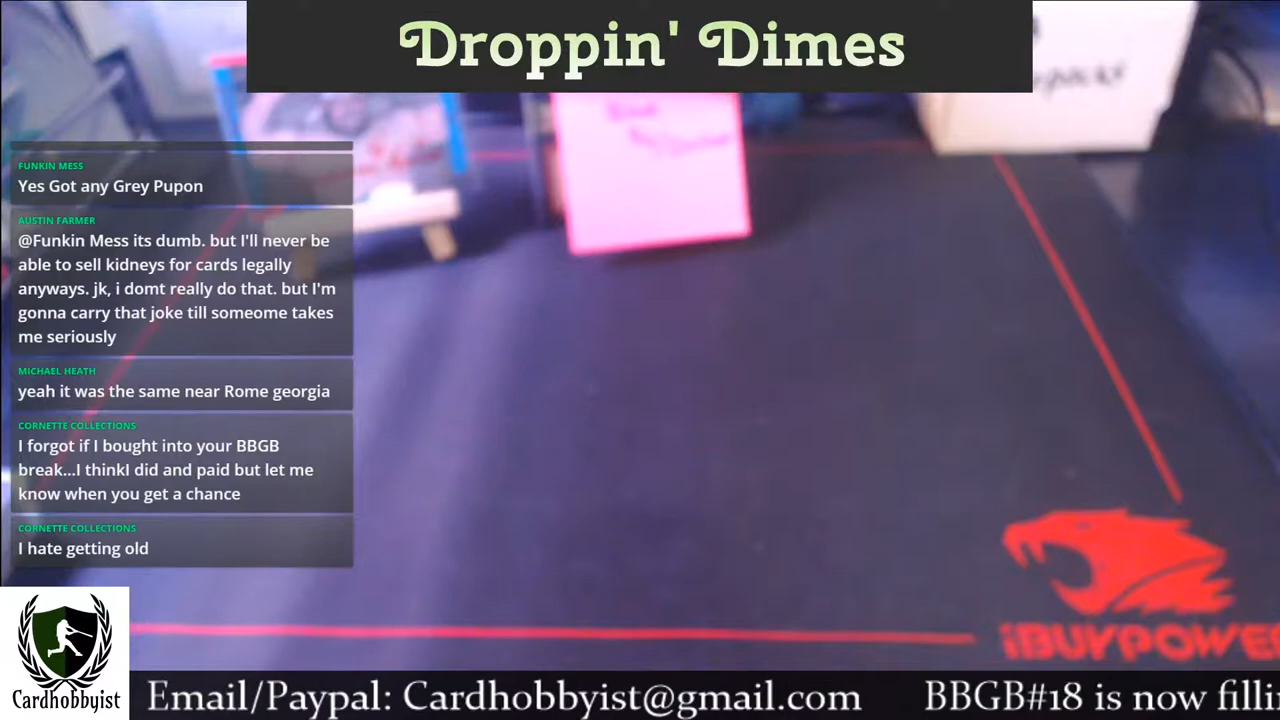 Droppin' Dimes
FUNKIN MESS
Yes Got any Grey Pupon
AUSTIN FARMER
@Funkin Mess its dumb. but I'll never be
able to sell kidneys for cards legally
anyways. jk, i domt really do that. but I'm
gonna carry that joke till someome takes
me seriously
MICHAEL HEATH
yeah it was the same near Rome georgia
CORNETTE COLLECTIONS
I forgot if I bought into your BBGB
break...I thinkI did and paid but let me
know when you get a chance
CORNETTE COLLECTIONS
I hate getting old
iBUYPOWER
Cardhobbyist
Email/Paypal: Cardhobbyist@gmail.com BBGB#18 is now filli